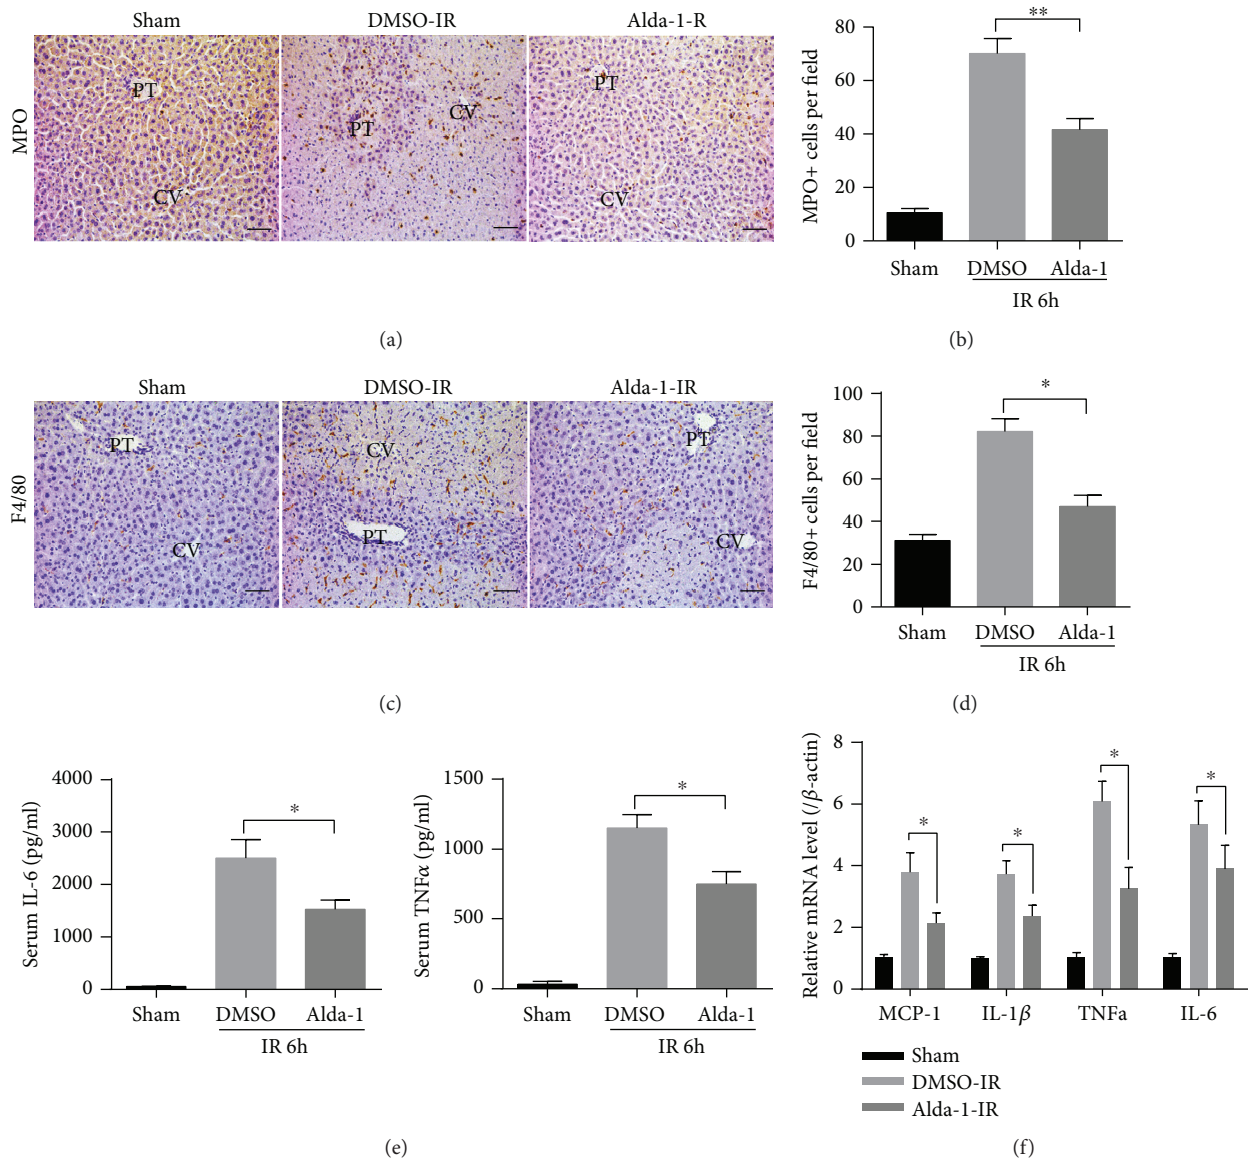 Sham DMSO-IR Alda-1-R
MPO
PT
CV
PT
CV
PT
CV
(a)
MPO+ cells per field
80
60
40
20
0
**
Sham DMSO Alda-1
IR 6h
(b)
Sham DMSO-IR Alda-1-IR
F4/80
PT
CV
CV
PT
PT
CV
(c)
F4/80+ cells per field
100
80
60
40
20
0
*
Sham DMSO Alda-1
IR 6h
(d)
Serum IL-6 (pg/ml)
4000
3000
2000
1000
0
*
Sham DMSO Alda-1
IR 6h
Serum TNFα (pg/ml)
1500
1000
500
0
*
Sham DMSO Alda-1
IR 6h
(e)
Relative mRNA level (/β-actin)
8
6
4
2
0
* * * *
MCP-1 IL-1β TNFa IL-6
Sham
DMSO-IR
Alda-1-IR
(f)